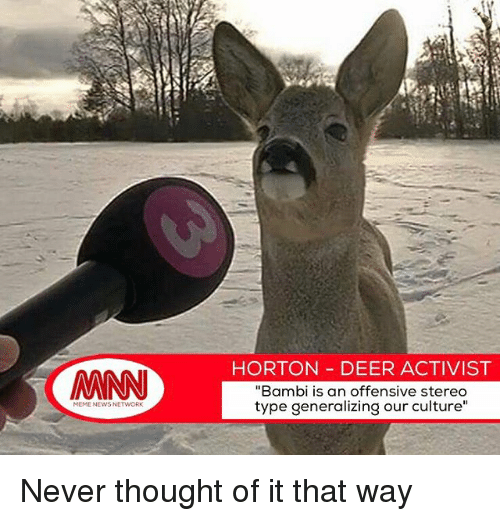 3
HORTON - DEER ACTIVIST
MNN
MEME NEWS NETWORK
"Bambi is an offensive stereo
type generalizing our culture"
Never thought of it that way